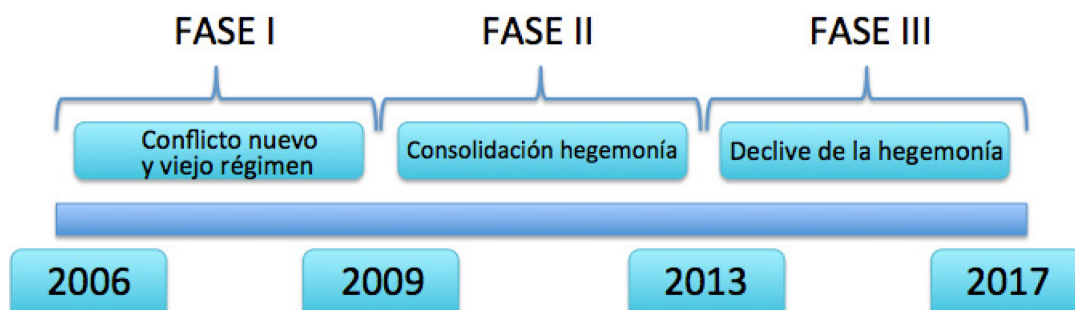 FASE I
FASE II
FASE III
Conflicto nuevo
y viejo régimen
Consolidación hegemonía
Declive de la hegemonía
2006
2009
2013
2017